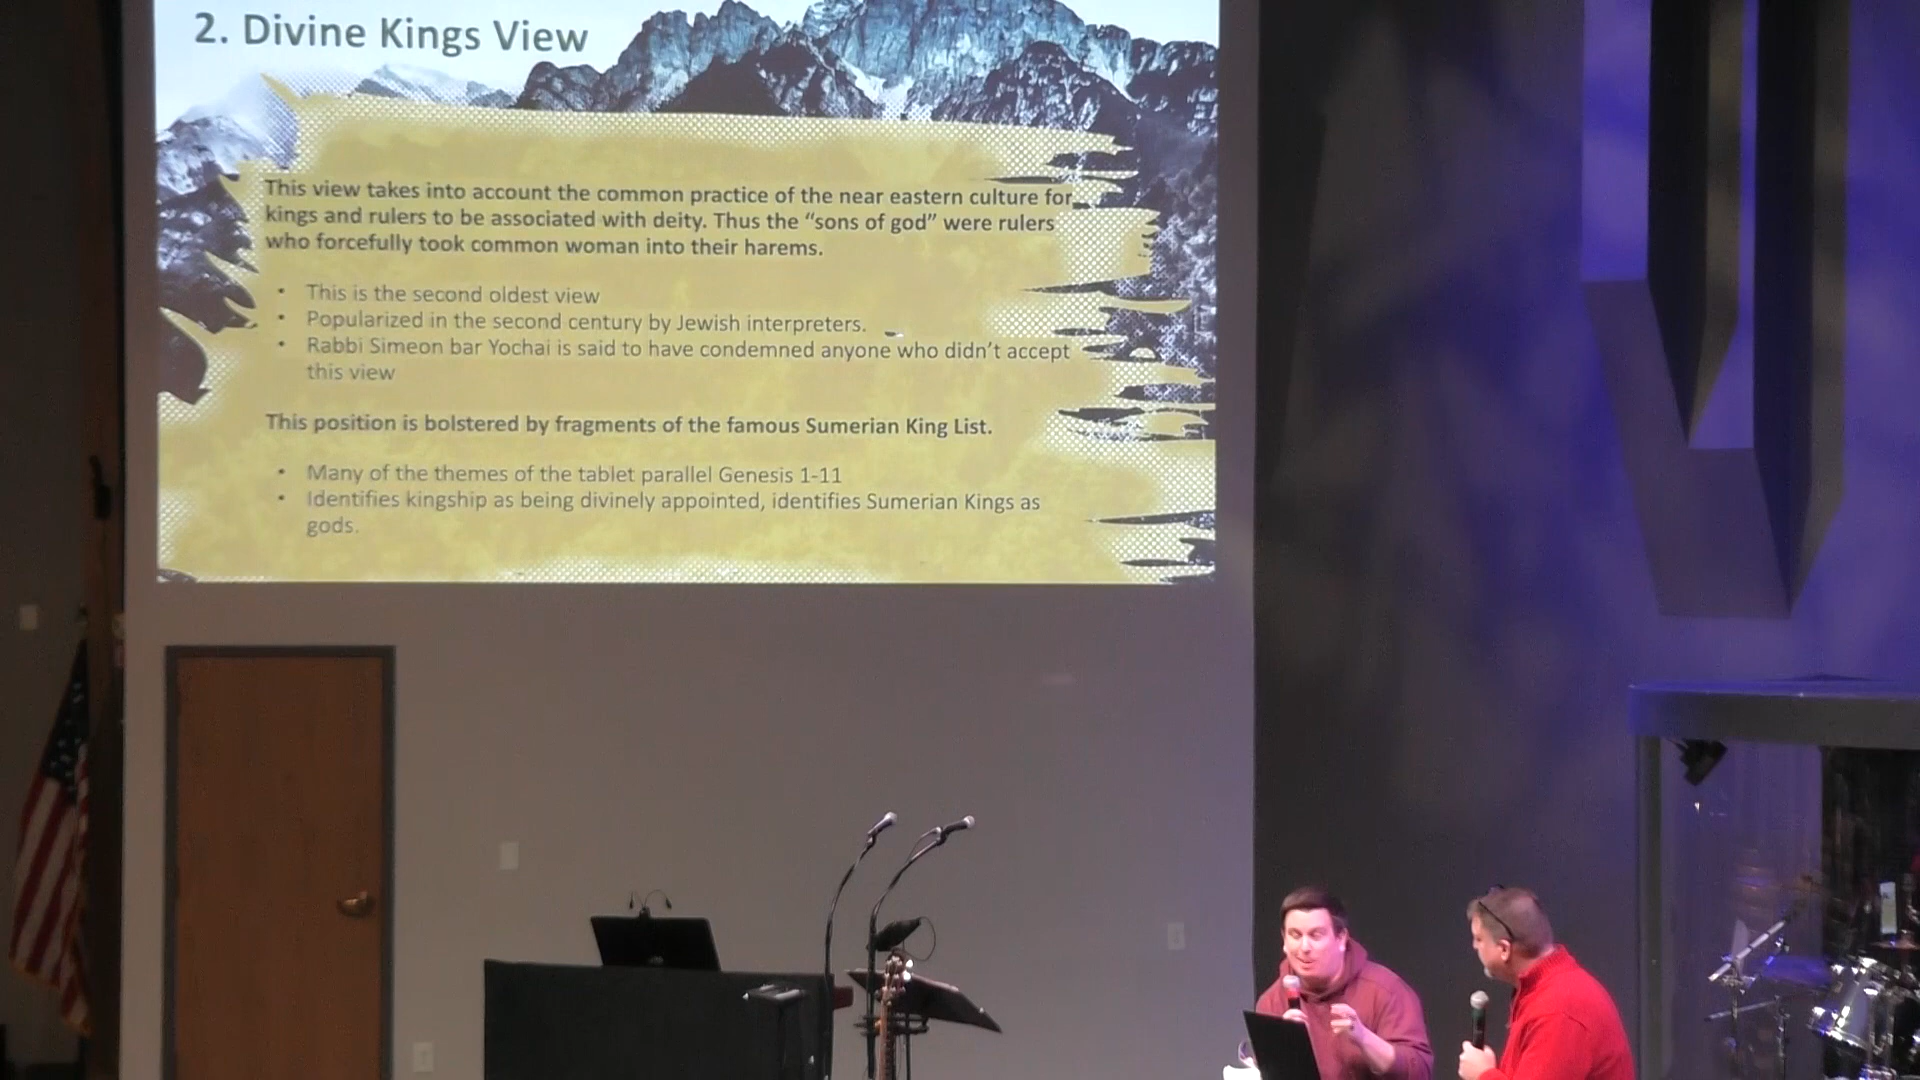 2. Divine Kings View
This view takes into account the common practice of the near eastern culture for
kings and rulers to be associated with deity. Thus the “sons of god” were rulers
who forcefully took common woman into their harems.
• This is the second oldest view
• Popularized in the second century by Jewish interpreters.
• Rabbi Simeon bar Yochai is said to have condemned anyone who didn’t accept
this view
This position is bolstered by fragments of the famous Sumerian King List.
• Many of the themes of the tablet parallel Genesis 1-11
• Identifies kingship as being divinely appointed, identifies Sumerian Kings as
gods.